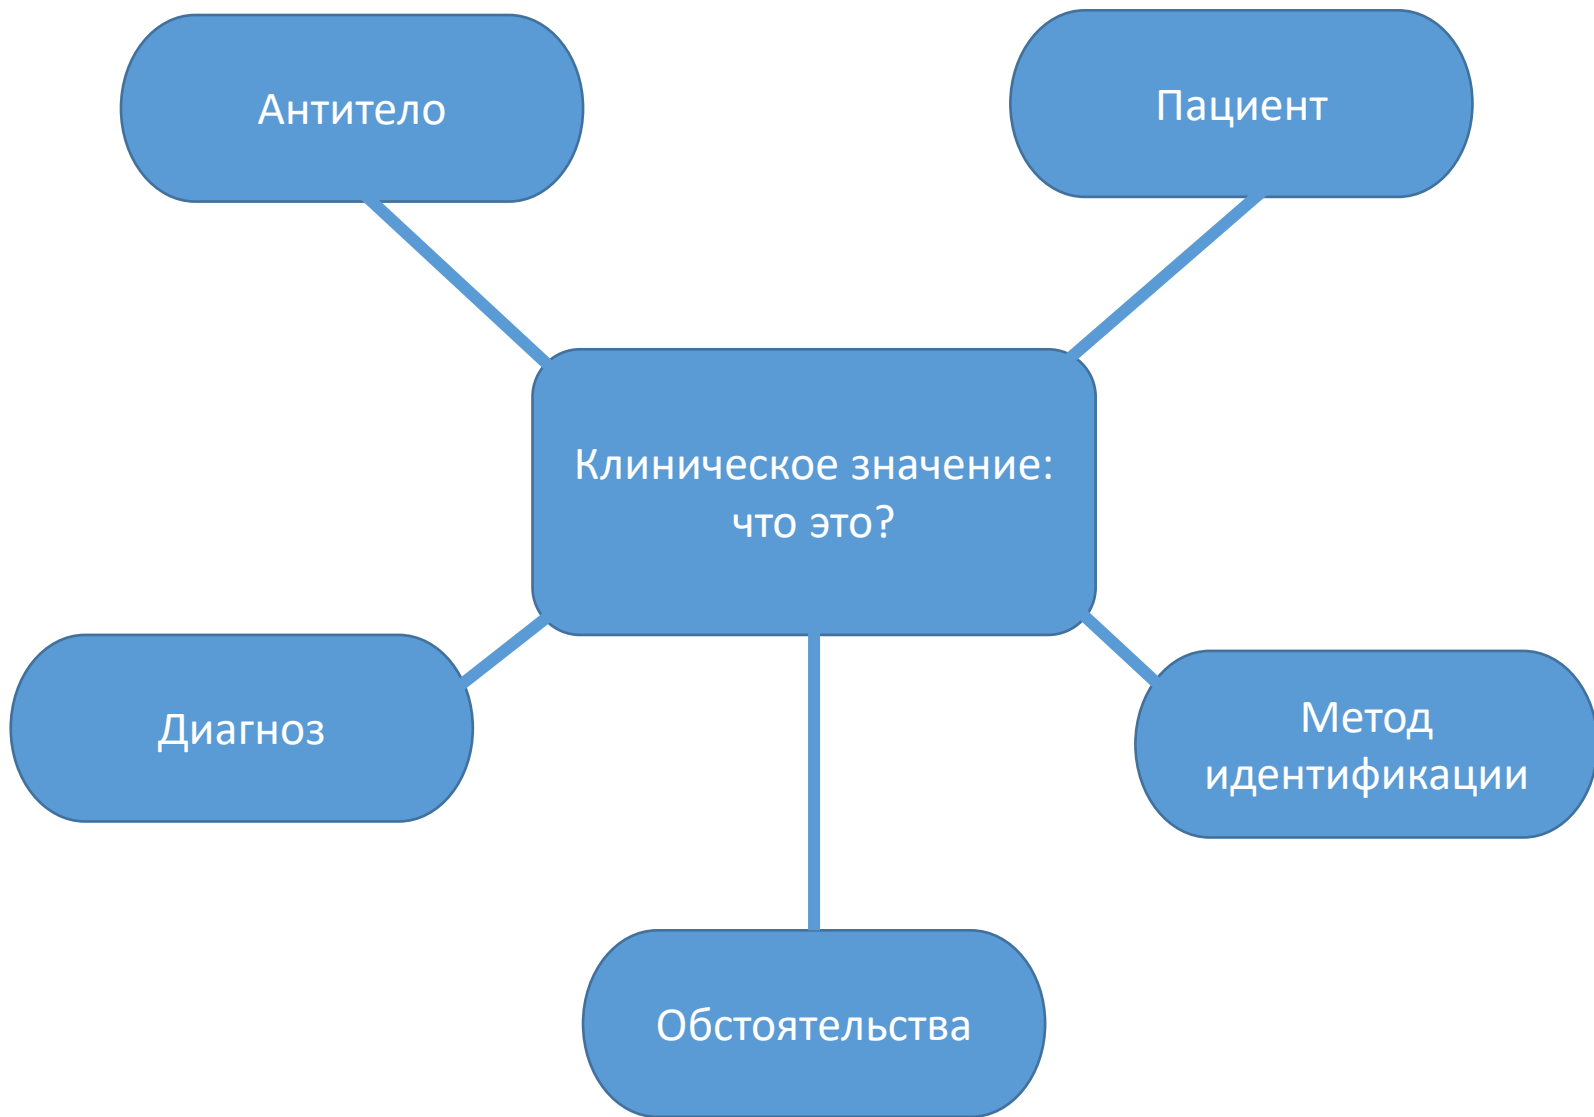 Антитело
Пациент
Клиническое значение:
что это?
Диагноз
Метод
идентификации
Обстоятельства